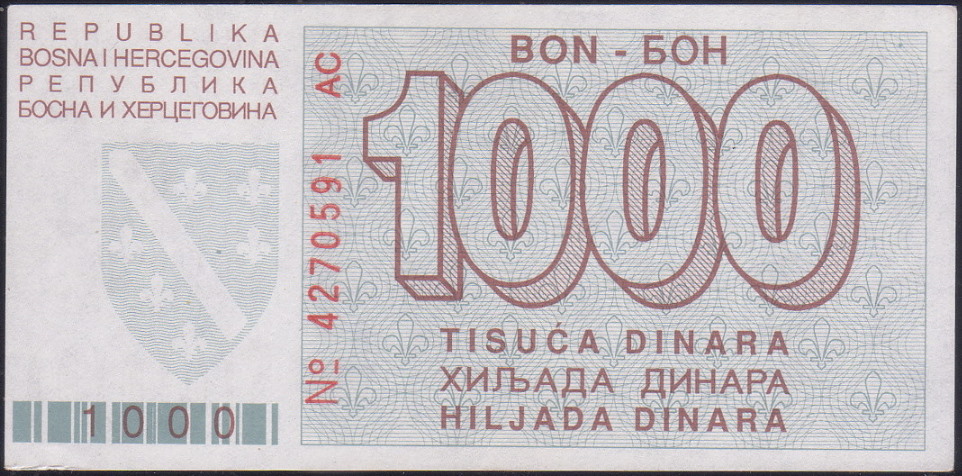 REPUBLIKA
BOSNA I HERCEGOVINA
РЕПУБЛИКА
БОСНА И ХЕРЦЕГОВИНА
1000
№ 4270591 AC
BON - БОН
1000
TISUĆA DINARA
ХИЉАДА ДИНАРА
HILJADA DINARA